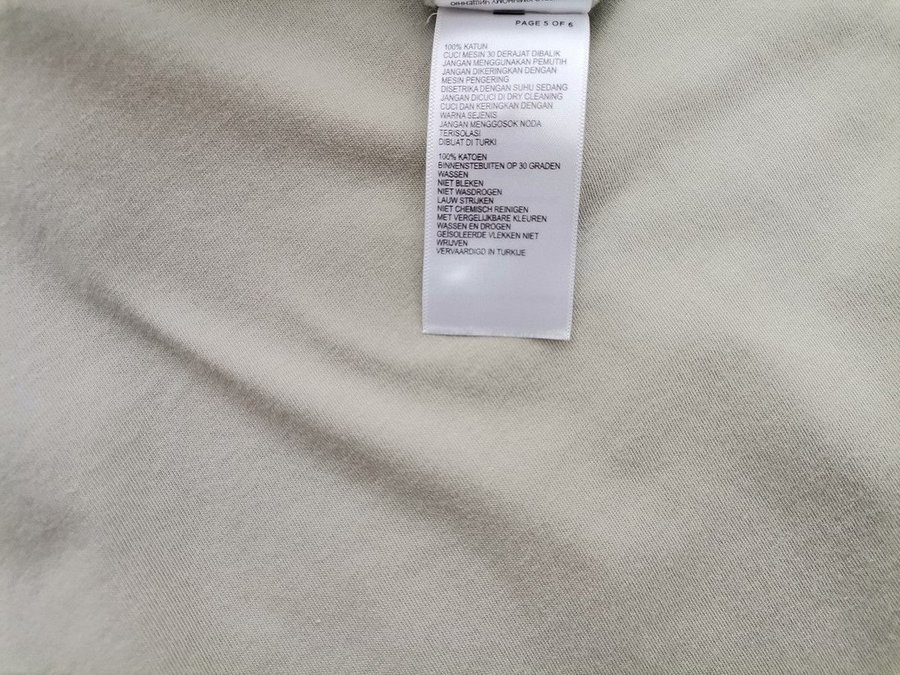 PAGE 5 OF 6
100% KATUN
CUCI MESIN 30 DERAJAT DIBALIK
JANGAN MENGGUNAKAN PEMUTIH
JANGAN DIKERINGKAN DENGAN
MESIN PENGERING
DISETRIKA DENGAN SUHU SEDANG
JANGAN DICUCI DI DRY CLEANING
CUCI DAN KERINGKAN DENGAN
WARNA SEJENIS
JANGAN MENGGOSOK NODA
TERISOLASI
DIBUAT DI TURKI
100% KATOEN
BINNENSTEBUITEN OP 30 GRADEN
WASSEN
NIET BLEKEN
NIET WASDROGEN
LAUW STRIJKEN
NIET CHEMISCH REINIGEN
MET VERGELIJKBARE KLEUREN
WASSEN EN DROGEN
GEÏSOLEERDE VLEKKEN NIET
WRIJVEN
VERVAARDIGD IN TURKIJE